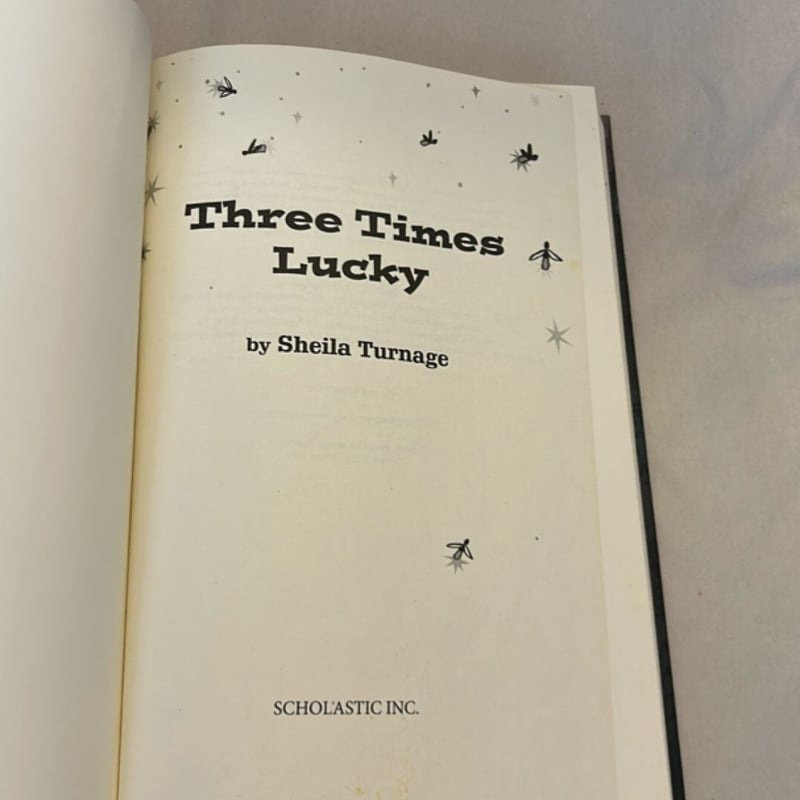 Three Times
Lucky
by Sheila Turnage
SCHOLASTIC INC.